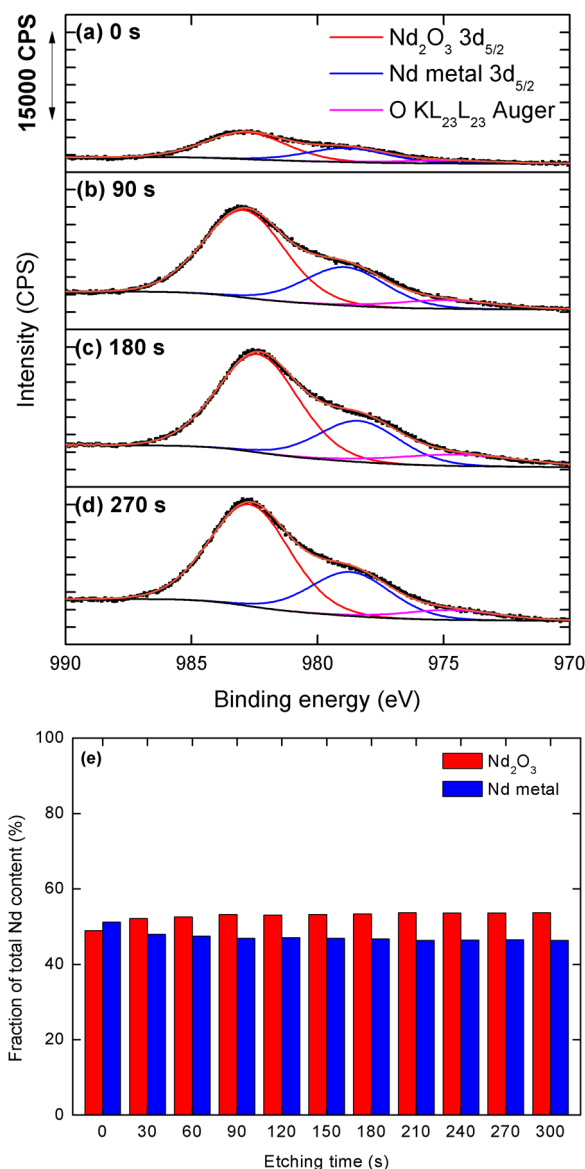 (a) 0 s
15000 CPS
Nd₂O₃ 3d₅/₂
Nd metal 3d₅/₂
O KL₂₃L₂₃ Auger
(b) 90 s
(c) 180 s
(d) 270 s
Intensity (CPS)
990 985 980 975 970
Binding energy (eV)
(e)
Nd₂O₃
Nd metal
100
80
60
40
20
0
Fraction of total Nd content (%)
0 30 60 90 120 150 180 210 240 270 300
Etching time (s)